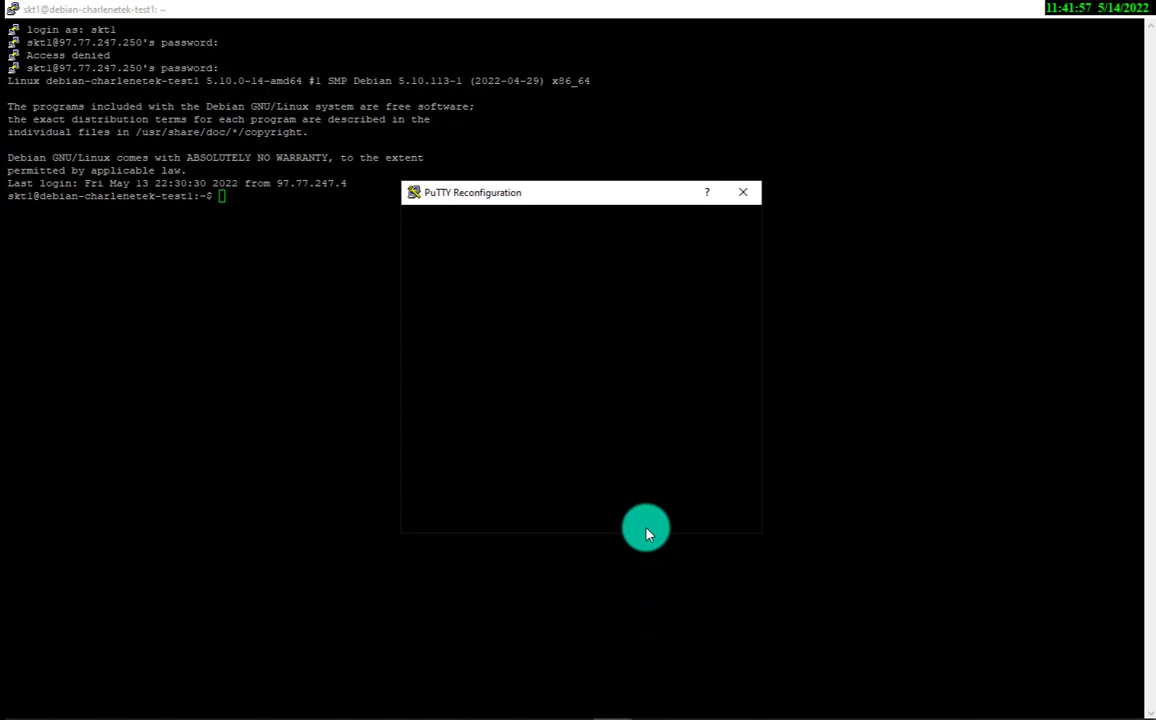 skt1@debian-charlenetek-test1: ~
11:41:57 5/14/2022
login as: skt1
skt1@97.77.247.250's password:
Access denied
skt1@97.77.247.250's password:
Linux debian-charlenetek-test1 5.10.0-14-amd64 #1 SMP Debian 5.10.113-1 (2022-04-29) x86_64
The programs included with the Debian GNU/Linux system are free software;
the exact distribution terms for each program are described in the
individual files in /usr/share/doc/*/copyright.
Debian GNU/Linux comes with ABSOLUTELY NO WARRANTY, to the extent
permitted by applicable law.
Last login: Fri May 13 22:30:30 2022 from 97.77.247.4
skt1@debian-charlenetek-test1:~$
PuTTY Reconfiguration
?